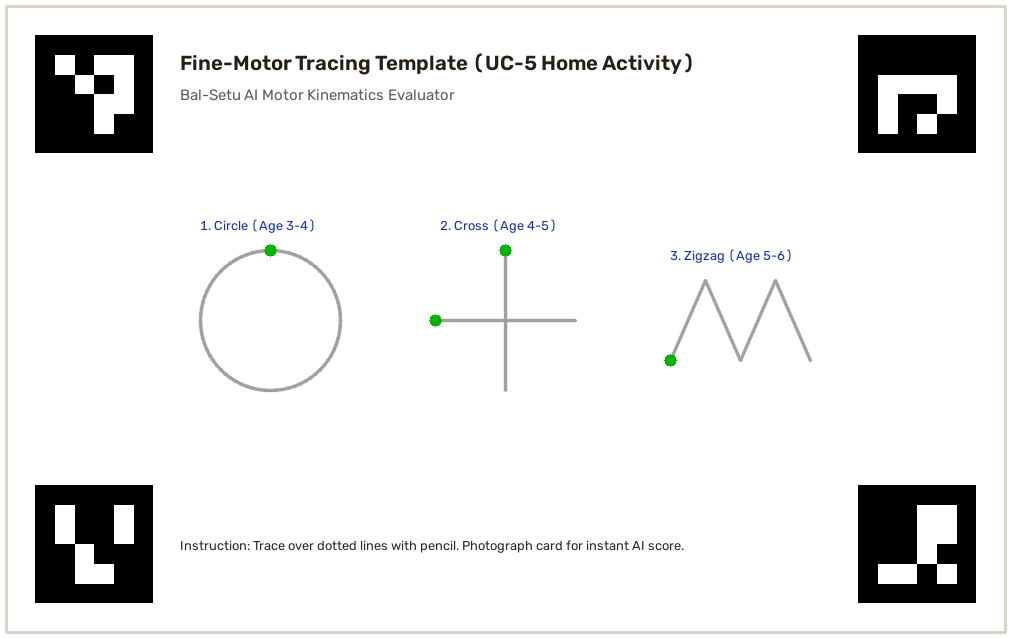 Fine-Motor Tracing Template (UC-5 Home Activity)
Bal-Setu AI Motor Kinematics Evaluator
1. Circle (Age 3-4)
2. Cross (Age 4-5)
3. Zigzag (Age 5-6)
Instruction: Trace over dotted lines with pencil. Photograph card for instant AI score.